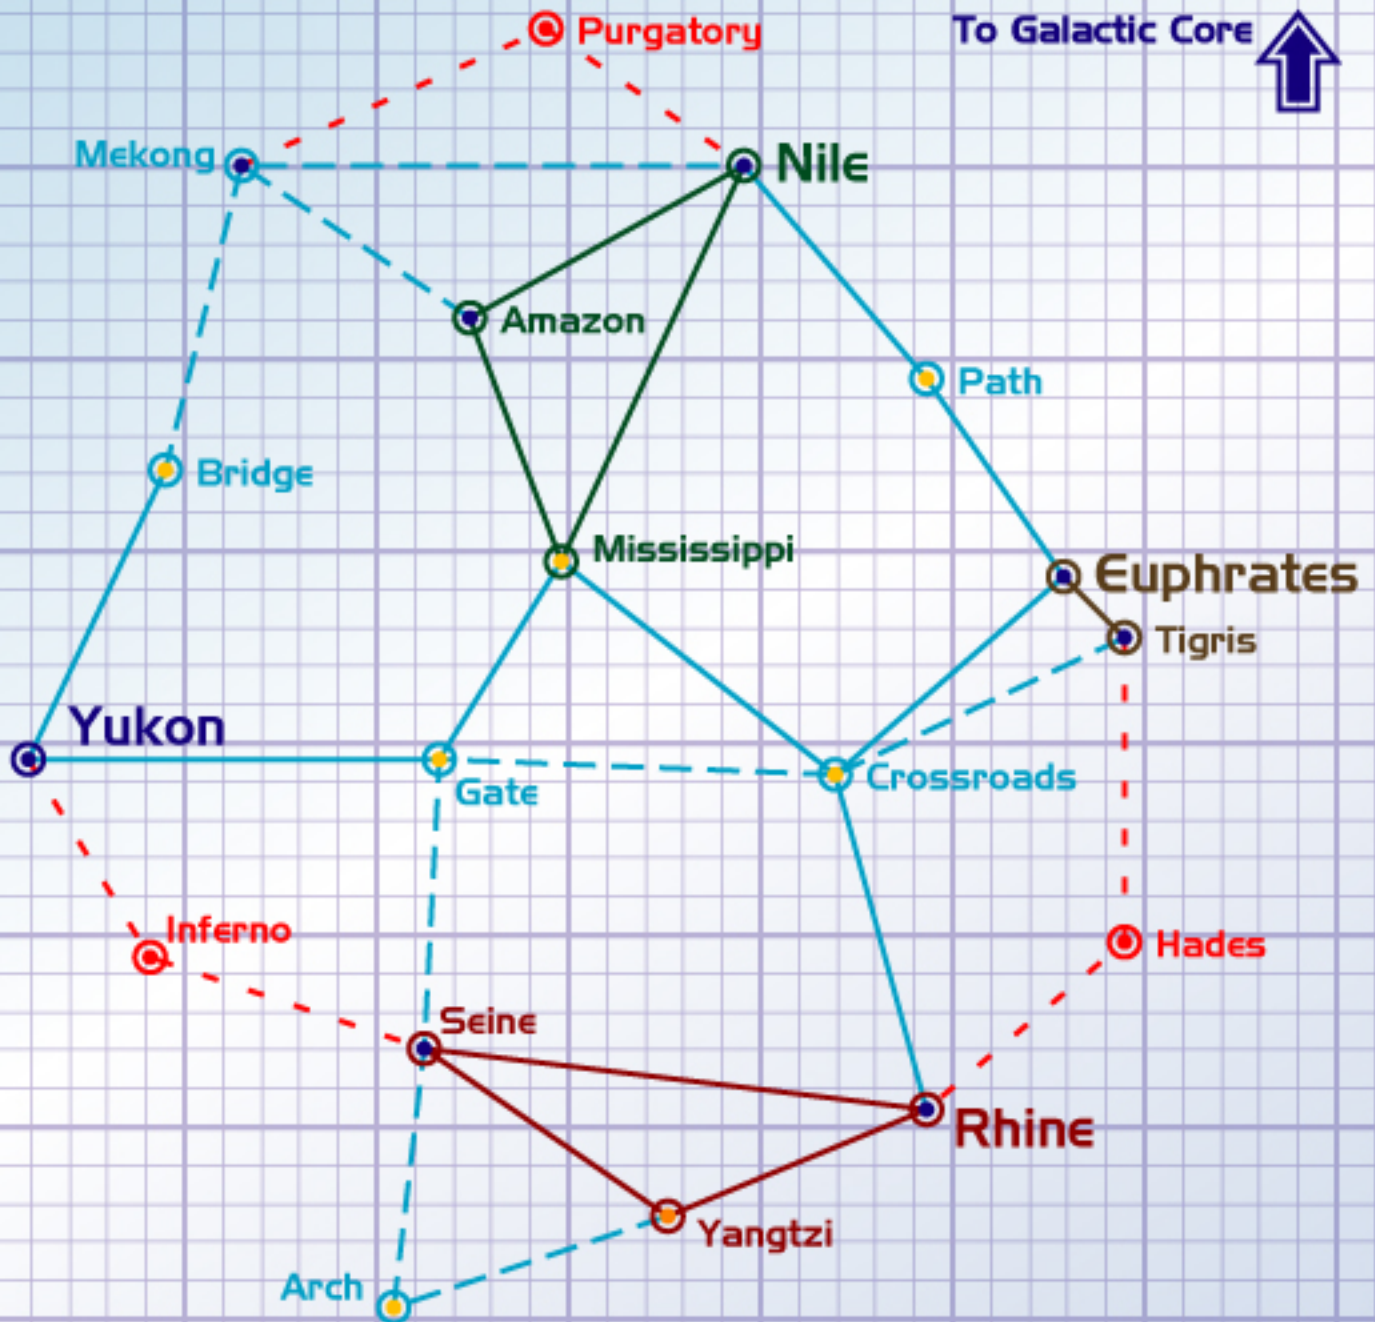 Purgatory
To Galactic Core
Mekong
Nile
Amazon
Path
Bridge
Mississippi
Euphrates
Tigris
Yukon
Gate
Crossroads
Inferno
Hades
Seine
Rhine
Yangtzi
Arch